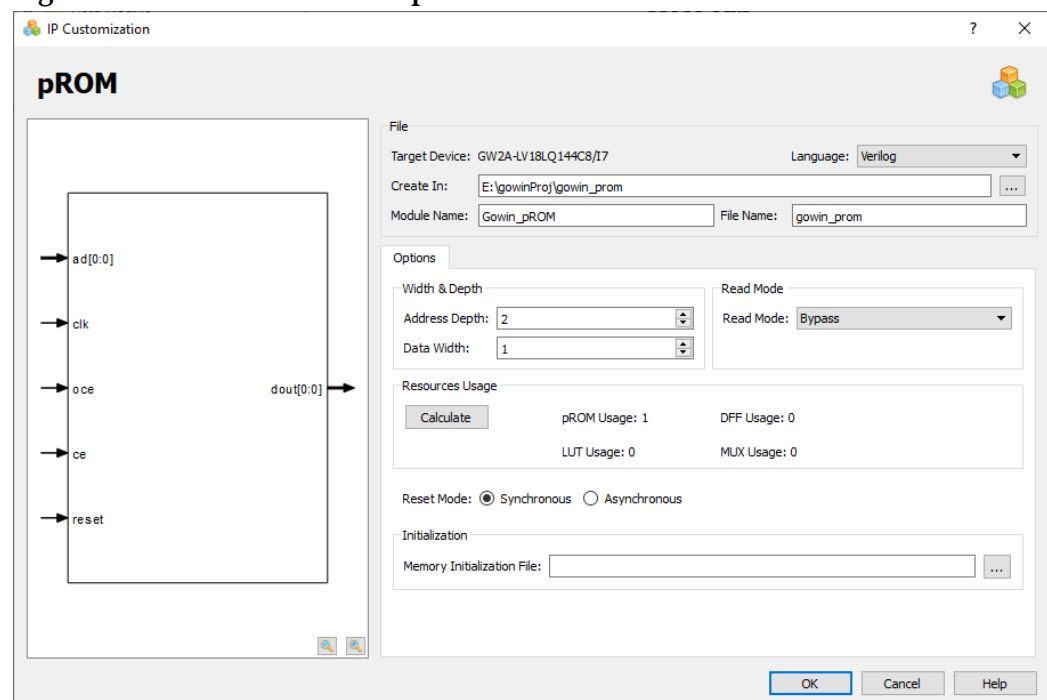 IP Customization
? ×
pROM
File
Target Device: GW2A-LV18LQ144C8/I7 Language: Verilog
Create In: E:\gowinProj\gowin_prom ...
Module Name: Gowin_pROM File Name: gowin_prom
Options
Width & Depth Read Mode
Address Depth: 2 Read Mode: Bypass
Data Width: 1
Resources Usage
Calculate pROM Usage: 1 DFF Usage: 0
LUT Usage: 0 MUX Usage: 0
Reset Mode: Synchronous Asynchronous
Initialization
Memory Initialization File: ...
ad[0:0]
clk
oce dout[0:0]
ce
reset
OK Cancel Help